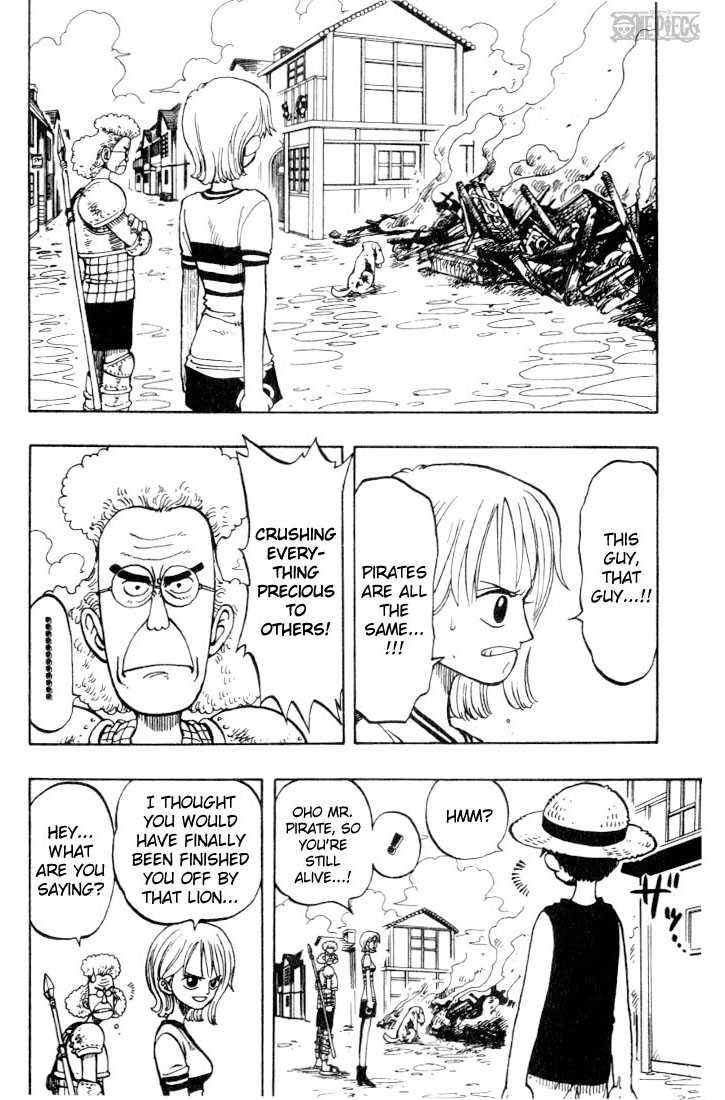 ONE PIECE
THIS
GUY,
THAT
GUY...!!
PIRATES
ARE ALL
THE
SAME...
!!!
CRUSHING
EVERY-
THING
PRECIOUS
TO
OTHERS!
..........
HMM?
ザッ
!
OHO MR.
PIRATE, SO
YOU'RE
STILL
ALIVE...!
I THOUGHT
YOU WOULD
HAVE FINALLY
BEEN FINISHED
YOU OFF BY
THAT LION...
HEY...
WHAT
ARE YOU
SAYING?